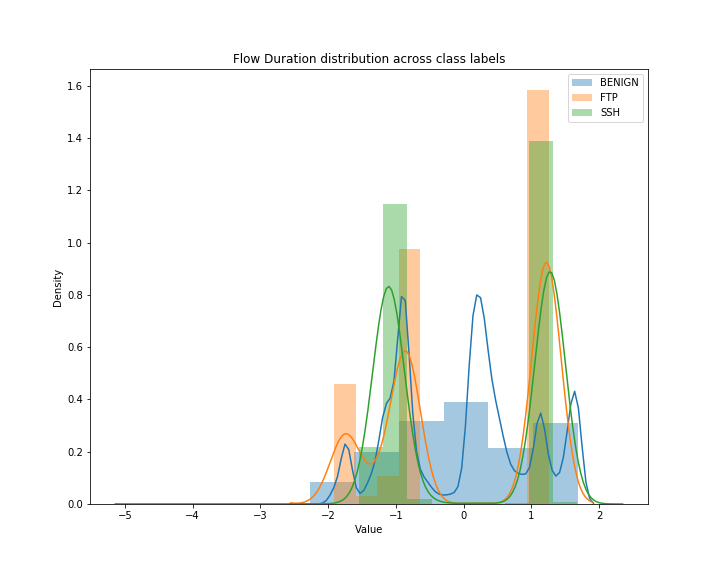 Flow Duration distribution across class labels
BENIGN
FTP
SSH
Density
1.6
1.4
1.2
1.0
0.8
0.6
0.4
0.2
0.0
−5 −4 −3 −2 −1 0 1 2
Value